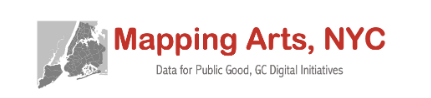 Mapping Arts, NYC
Data for Public Good, GC Digital Initiatives